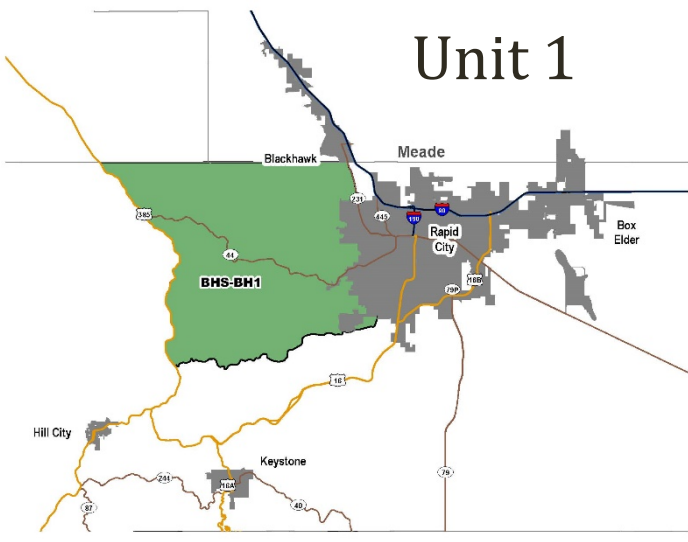 Unit 1
Meade
Blackhawk
231
385
445
190
90
Rapid
City
Box
Elder
44
BHS-BH1
16B
79P
16
Hill City
Keystone
244
16A
79
87
40